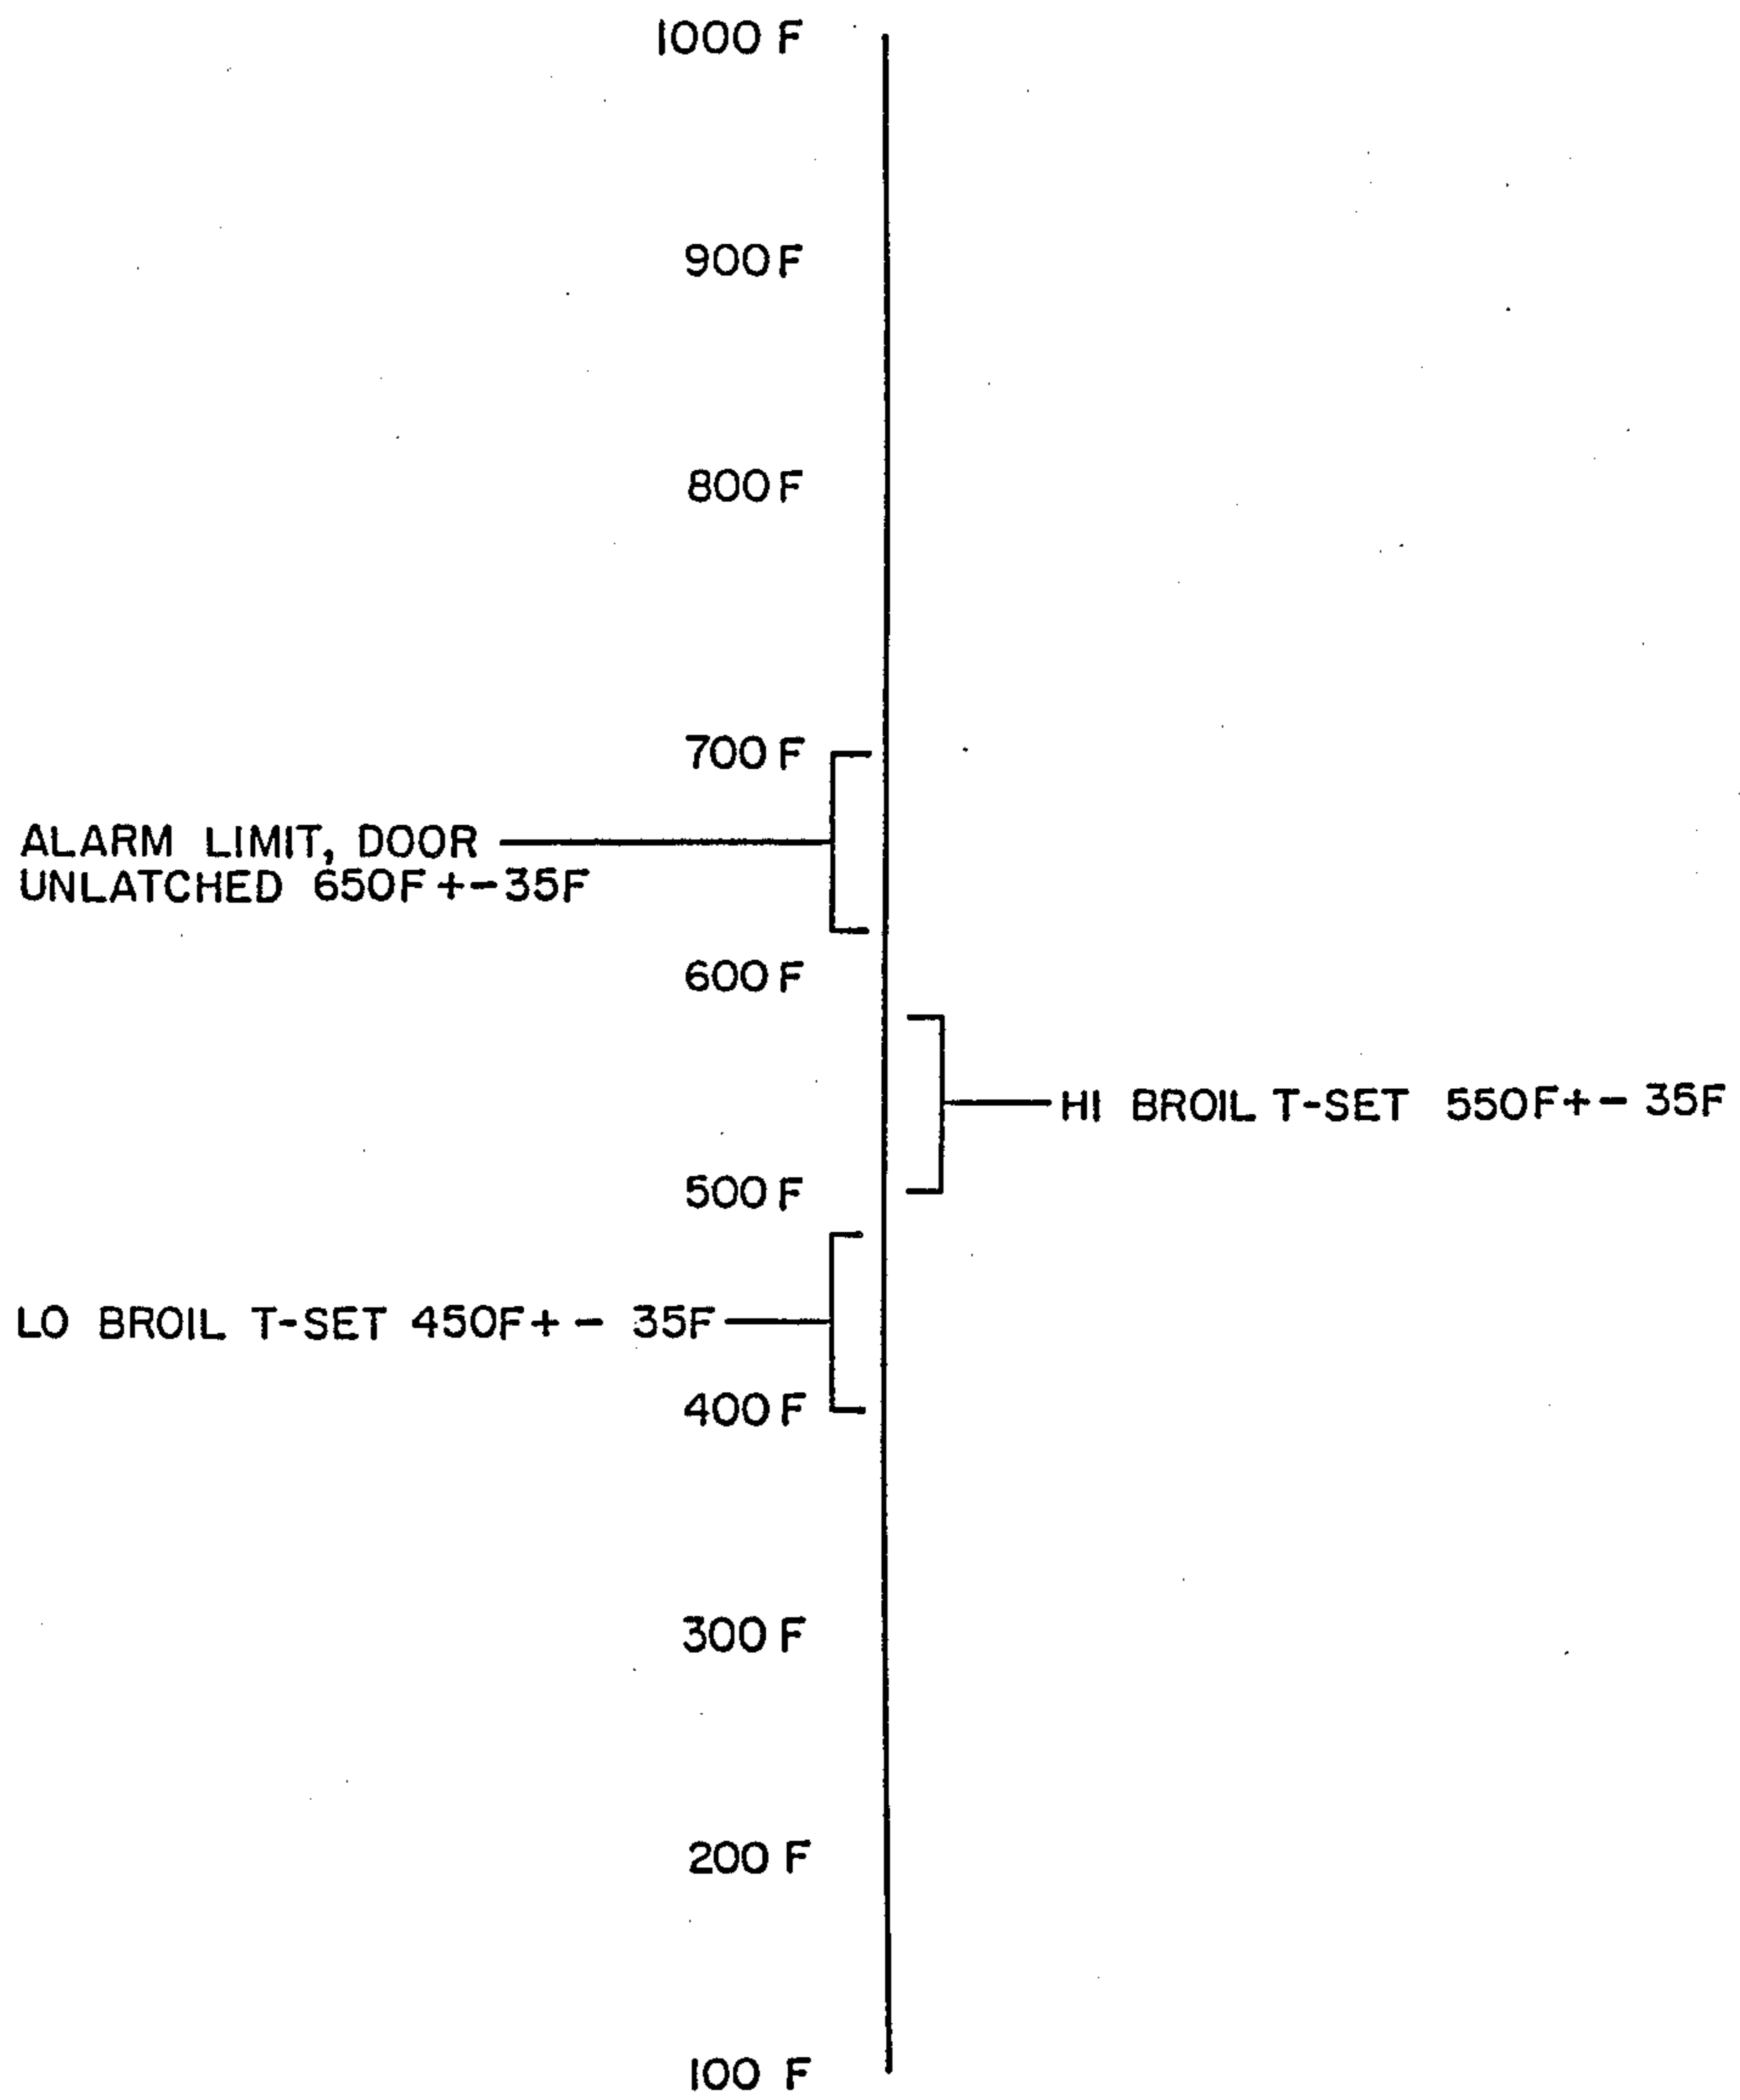 1000 F
900 F
800 F
700 F
ALARM LIMIT, DOOR
UNLATCHED 650F +-35F
600 F
HI BROIL T-SET 550F+- 35F
500 F
LO BROIL T-SET 450F+- 35F
400 F
300 F
200 F
100 F